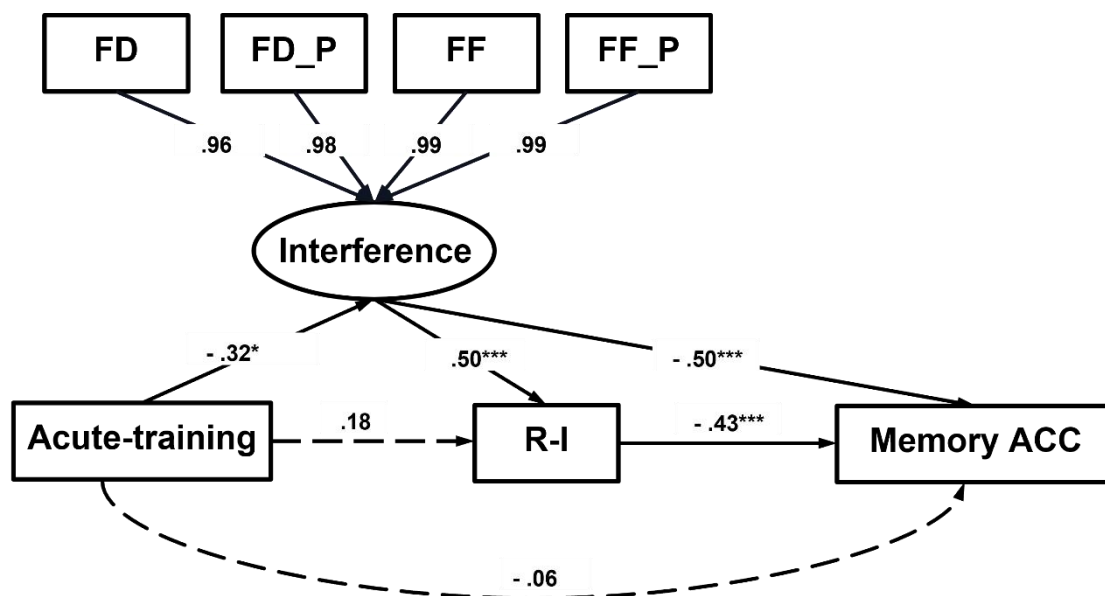 FD
FD_P
FF
FF_P
.96
.98
.99
.99
Interference
- .32*
.50***
- .50***
Acute-training
.18
R-I
- .43***
Memory ACC
- .06